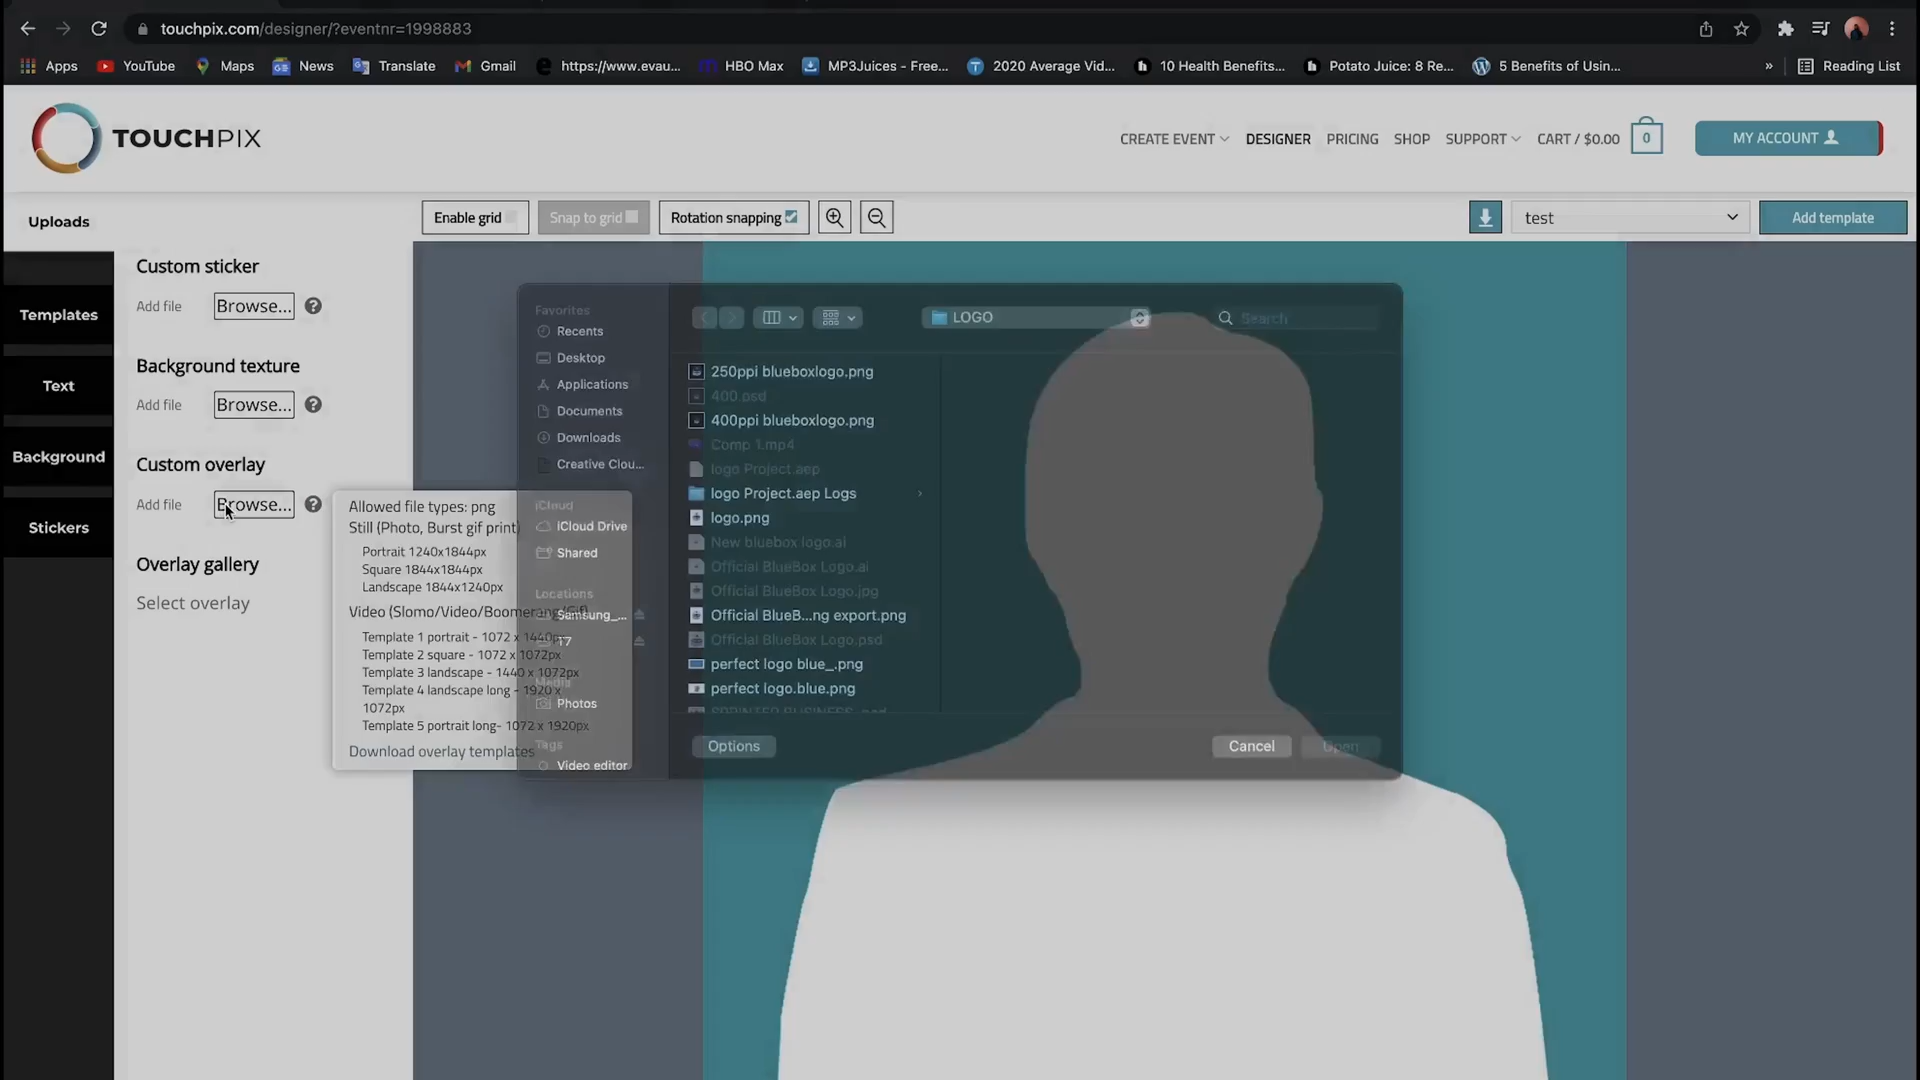 touchpix.com/designer/?eventnr=1998883
Apps YouTube Maps News Translate Gmail https://www.evau... HBO Max MP3Juices - Free... 2020 Average Vid... 10 Health Benefits... Potato Juice: 8 Re... 5 Benefits of Usin... » Reading List
TOUCHPIX
CREATE EVENT DESIGNER PRICING SHOP SUPPORT CART / $0.00 0 MY ACCOUNT
Uploads
Enable grid Snap to grid Rotation snapping test Add template
Templates
Text
Background
Stickers
Custom sticker
Add file Browse... ?
Background texture
Add file Browse... ?
Custom overlay
Add file Browse... ?
Overlay gallery
Select overlay
Allowed file types: png
Still (Photo, Burst gif print)
Portrait 1240x1844px
Square 1844x1844px
Landscape 1844x1240px
Video (Slomo/Video/Boomerang/Gif)
Template 1 portrait - 1072 x 1440px
Template 2 square - 1072 x 1072px
Template 3 landscape - 1440 x 1072px
Template 4 landscape long - 1920 x
1072px
Template 5 portrait long- 1072 x 1920px
Download overlay templates
Favorites
Recents
Desktop
Applications
Documents
Downloads
Creative Clou...
iCloud
iCloud Drive
Shared
Locations
Samsung_...
T7
Media
Photos
Tags
Video editor
LOGO
Search
250ppi blueboxlogo.png
400.psd
400ppi blueboxlogo.png
Comp 1.mp4
logo Project.aep
logo Project.aep Logs
logo.png
New bluebox logo.ai
Official BlueBox Logo.ai
Official BlueBox Logo.jpg
Official BlueB...ng export.png
Official BlueBox Logo.psd
perfect logo blue_.png
perfect logo.blue.png
Options
Cancel
Open